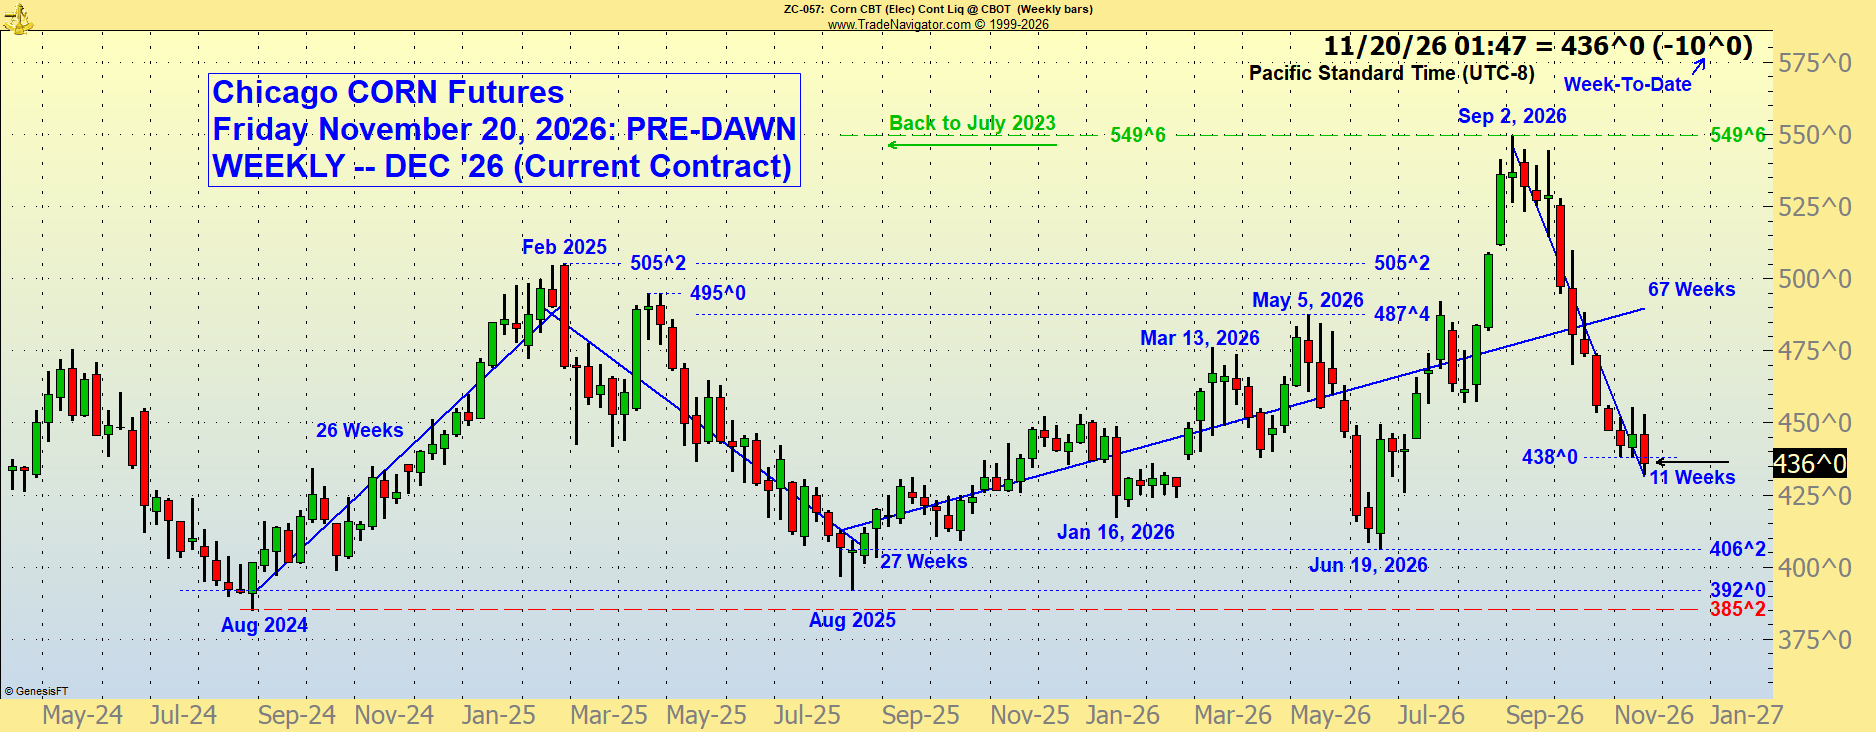 ZC-057: Corn CBT (Elec) Cont Liq @ CBOT (Weekly bars)
www.TradeNavigator.com © 1999-2026
11/20/26 01:47 = 436^0 (-10^0)
Pacific Standard Time (UTC-8)
Week-To-Date
Chicago CORN Futures
Friday November 20, 2026: PRE-DAWN
WEEKLY -- DEC '26 (Current Contract)
Back to July 2023
549^6
Sep 2, 2026
549^6
Feb 2025
505^2
505^2
495^0
May 5, 2026
487^4
67 Weeks
Mar 13, 2026
26 Weeks
438^0
11 Weeks
Jan 16, 2026
27 Weeks
Jun 19, 2026
406^2
392^0
385^2
Aug 2024
Aug 2025
575^0
550^0
525^0
500^0
475^0
450^0
436^0
425^0
400^0
375^0
© GenesisFT
May-24 Jul-24 Sep-24 Nov-24 Jan-25 Mar-25 May-25 Jul-25 Sep-25 Nov-25 Jan-26 Mar-26 May-26 Jul-26 Sep-26 Nov-26 Jan-27